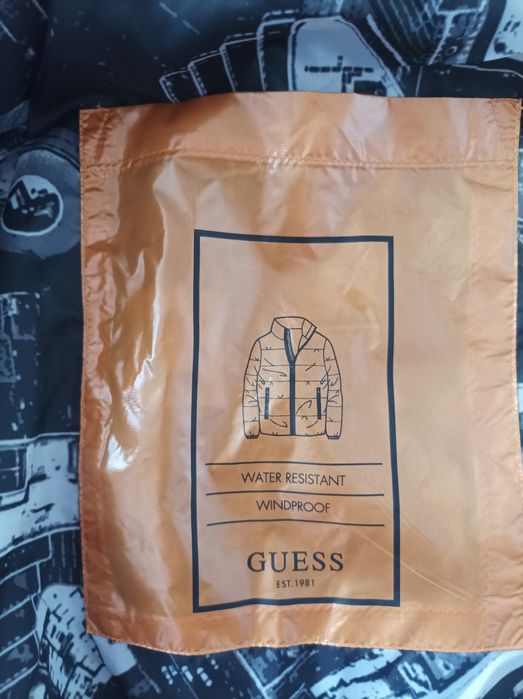 WATER RESISTANT
WINDPROOF
GUESS
EST. 1981